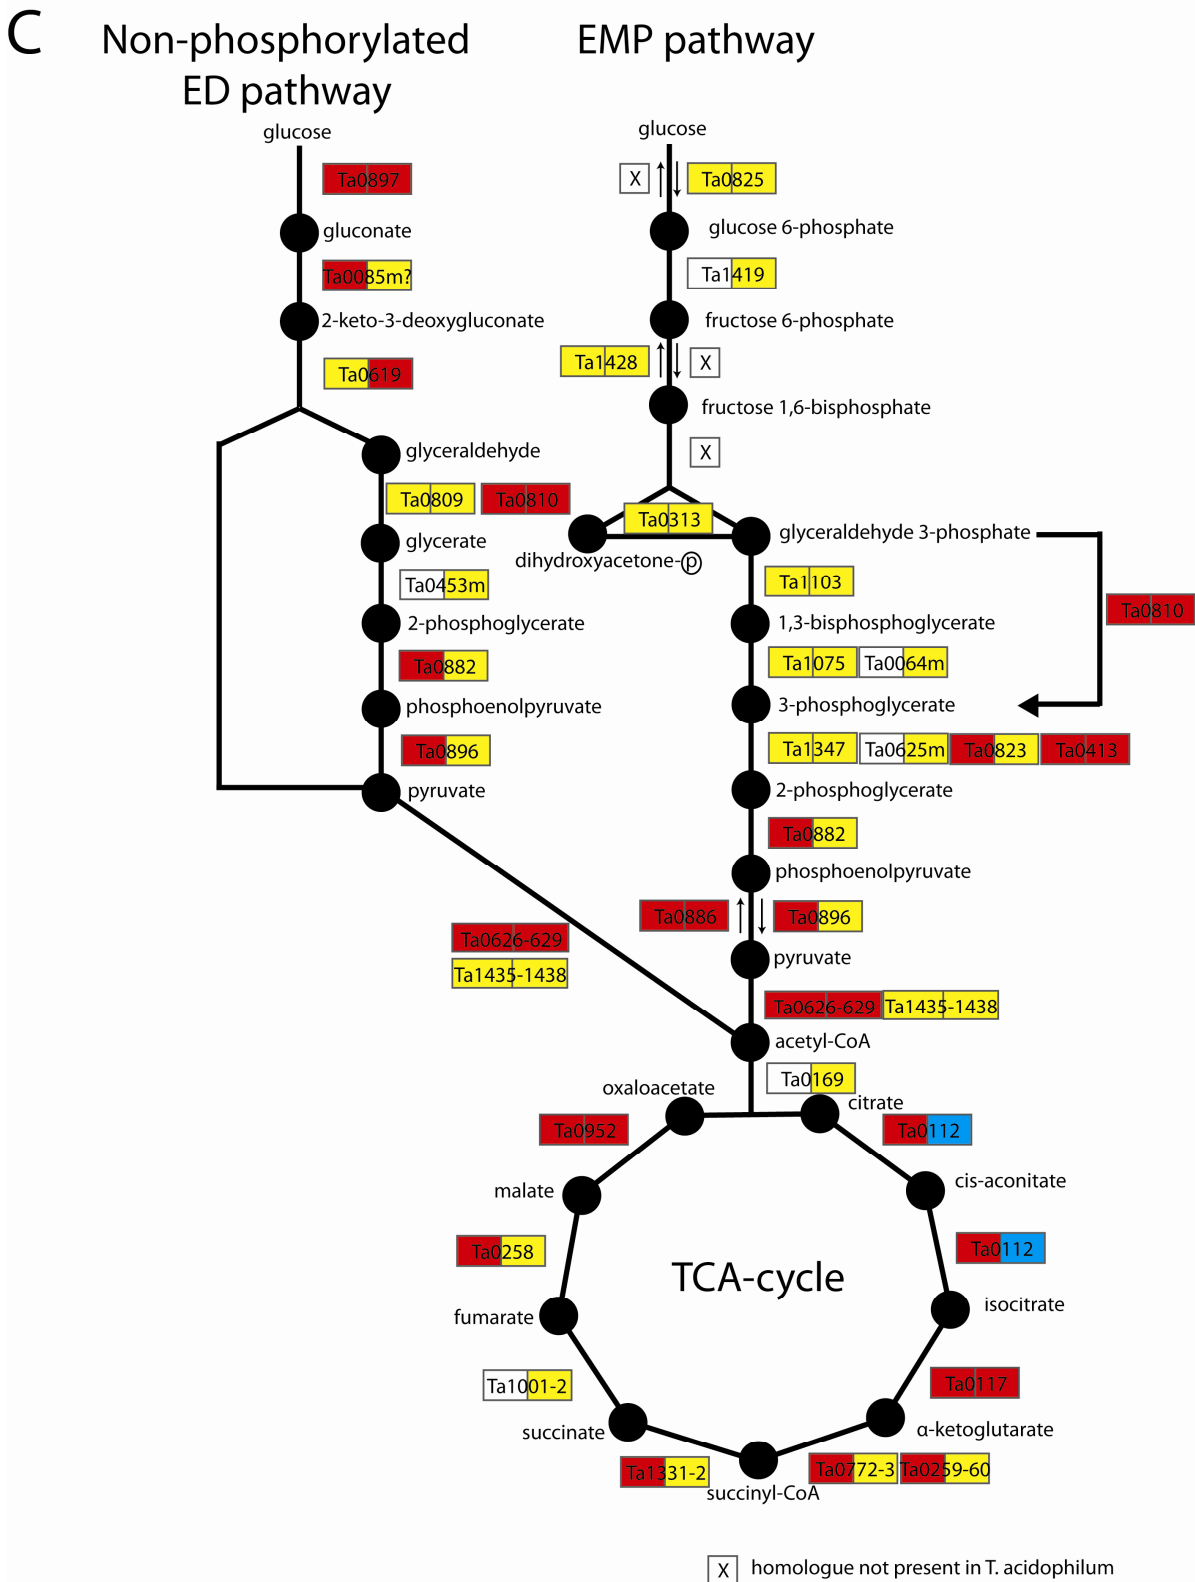 C
Non-phosphorylated
ED pathway
EMP pathway
glucose
Ta0897
gluconate
Ta0085m?
2-keto-3-deoxygluconate
Ta0619
glyceraldehyde
Ta0809
Ta0810
glycerate
Ta0453m
2-phosphoglycerate
Ta0882
phosphoenolpyruvate
Ta0896
pyruvate
Ta0626-629
Ta1435-1438
glucose
X
Ta0825
glucose 6-phosphate
Ta1419
fructose 6-phosphate
Ta1428
X
fructose 1,6-bisphosphate
X
Ta0313
dihydroxyacetone-p
glyceraldehyde 3-phosphate
Ta1103
Ta0810
1,3-bisphosphoglycerate
Ta1075
Ta0064m
3-phosphoglycerate
Ta1347
Ta0625m
Ta0823
Ta0413
2-phosphoglycerate
Ta0882
phosphoenolpyruvate
Ta0886
Ta0896
pyruvate
Ta0626-629
Ta1435-1438
acetyl-CoA
Ta0169
oxaloacetate
citrate
Ta0952
Ta0112
malate
cis-aconitate
Ta0258
Ta0112
TCA-cycle
fumarate
isocitrate
Ta1001-2
Ta0117
succinate
α-ketoglutarate
Ta1331-2
Ta0772-3
Ta0259-60
succinyl-CoA
X homologue not present in T. acidophilum